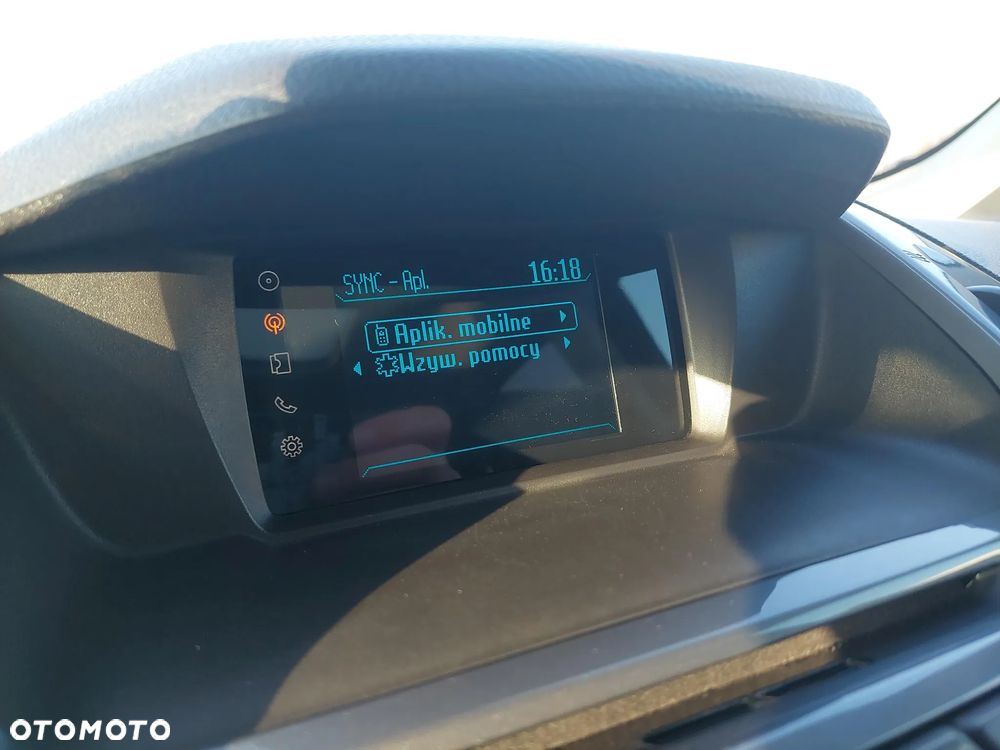 SYNC - Apl. 16:18
Aplik. mobilne
Wzyw. pomocy
OTOMOTO